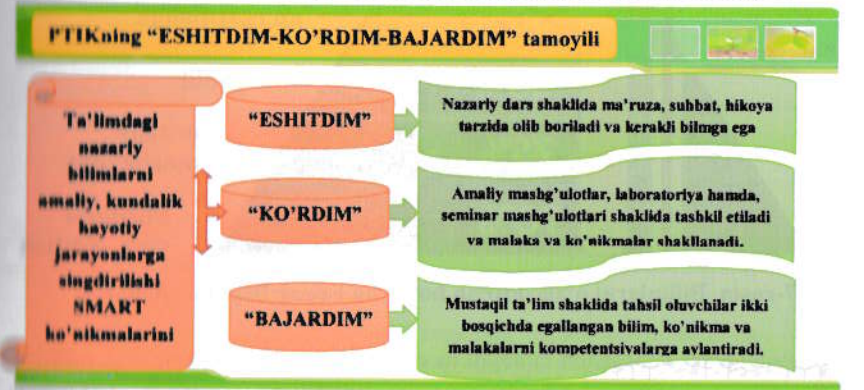 PTIKning “ESHITDIM-KO’RDIM-BAJARDIM” tamoyili
Ta’limdagi
nazariy
bilimlarni
amaliy, kundalik
hayotiy
jarayonlarga
singdirilishi
SMART
ko’nikmalarini
“ESHITDIM”
Nazariy dars shaklida ma’ruza, suhbat, hikoya
tarzida olib boriladi va kerakli bilmga ega
“KO’RDIM”
Amaliy mashg’ulotlar, laboratoriya hamda,
seminar mashg’ulotlari shaklida tashkil etiladi
va malaka va ko’nikmalar shakllanadi.
“BAJARDIM”
Mustaqil ta’lim shaklida tahsil oluvchilar ikki
bosqichda egallangan bilim, ko’nikma va
malakalarni kompetentsiyalarga aylantiradi.